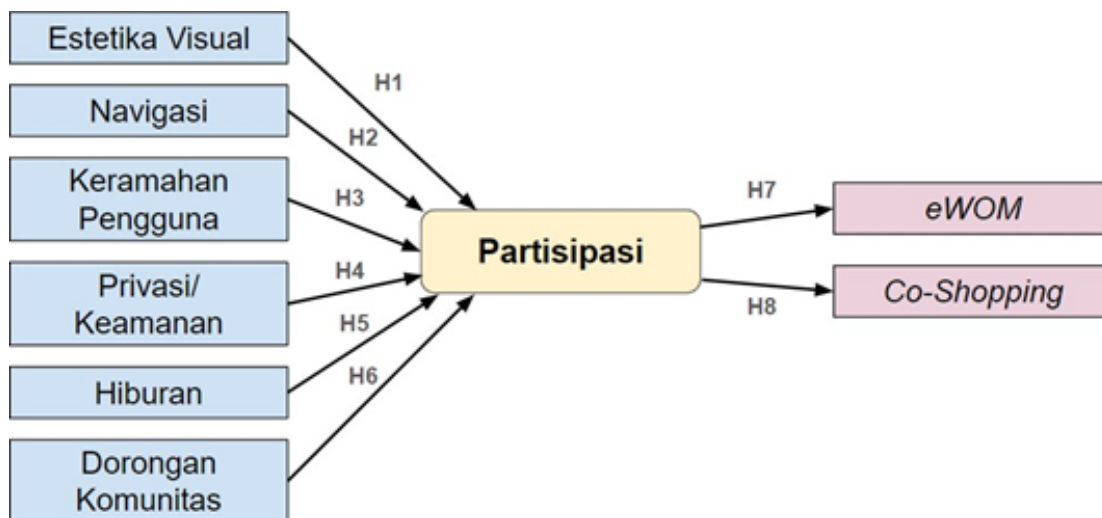 Estetika Visual
H1
Navigasi
H2
Keramahan
Pengguna
H3
Privasi/
Keamanan
H4
Hiburan
H5
Dorongan
Komunitas
H6
Partisipasi
H7
eWOM
H8
Co-Shopping